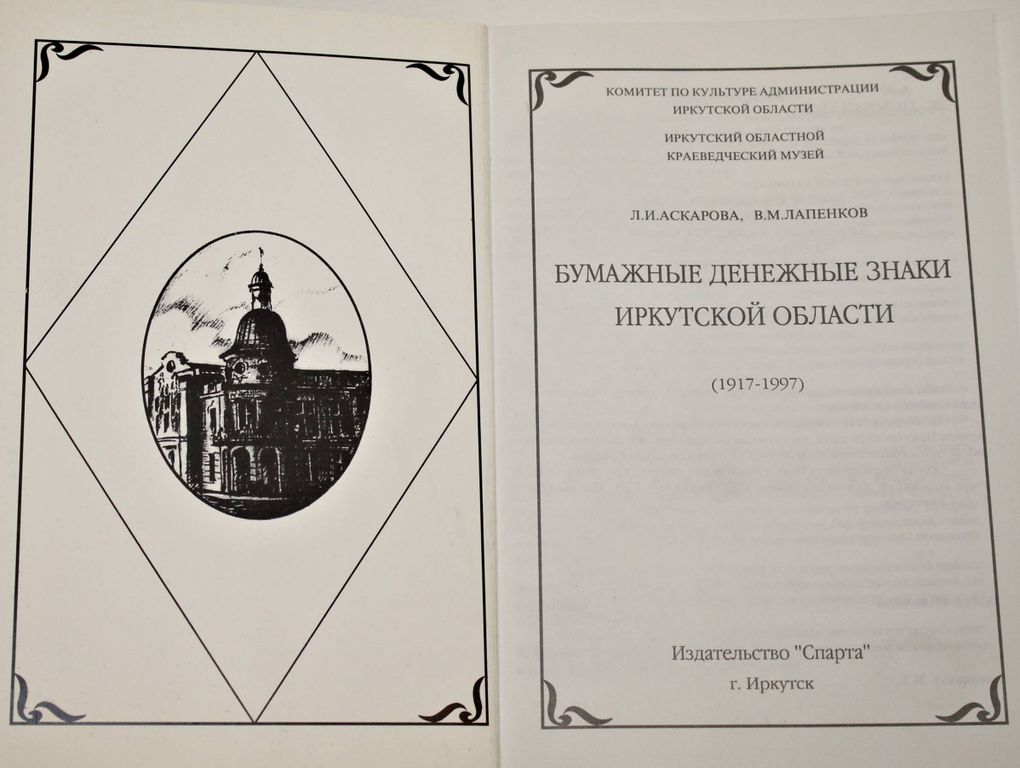 КОМИТЕТ ПО КУЛЬТУРЕ АДМИНИСТРАЦИИ
ИРКУТСКОЙ ОБЛАСТИ
ИРКУТСКИЙ ОБЛАСТНОЙ
КРАЕВЕДЧЕСКИЙ МУЗЕЙ
Л.И.АСКАРОВА, В.М.ЛАПЕНКОВ
БУМАЖНЫЕ ДЕНЕЖНЫЕ ЗНАКИ
ИРКУТСКОЙ ОБЛАСТИ
(1917-1997)
Издательство "Спарта"
г. Иркутск